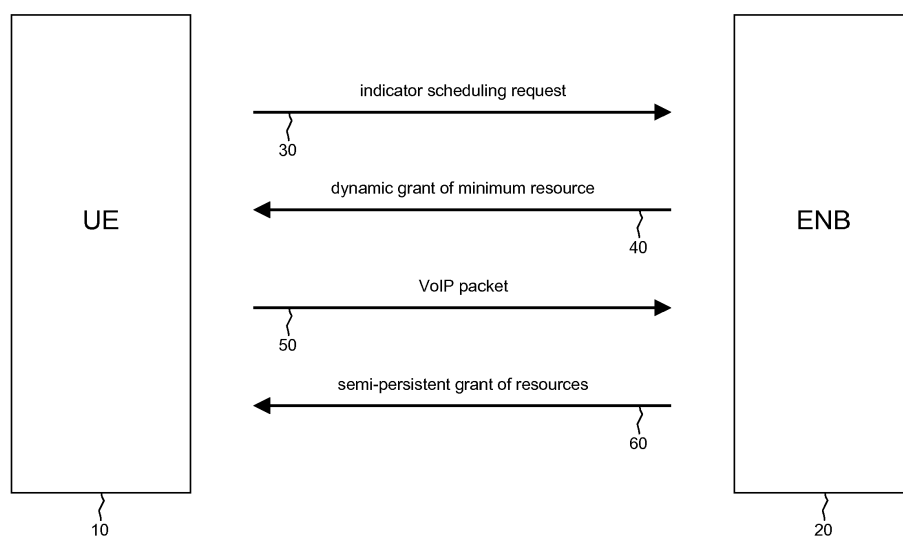 indicator scheduling request
30
dynamic grant of minimum resource
UE
ENB
40
VoIP packet
50
semi-persistent grant of resources
60
10
20